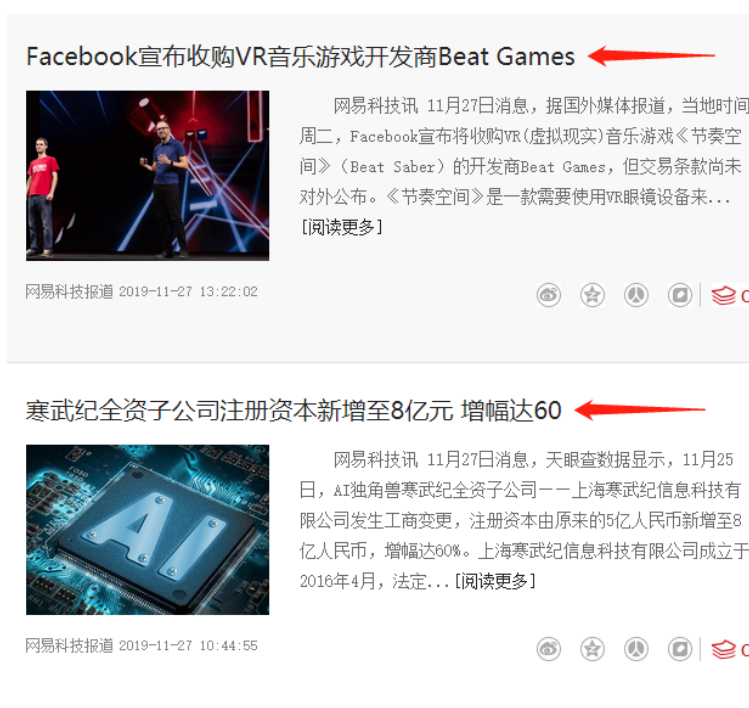 Facebook宣布收购VR音乐游戏开发商Beat Games
网易科技讯 11月27日消息，据国外媒体报道，当地时间
周二，Facebook宣布将收购VR(虚拟现实)音乐游戏《节奏空
间》（Beat Saber）的开发商Beat Games，但交易条款尚未
对外公布。《节奏空间》是一款需要使用VR眼镜设备来...
[阅读更多]
网易科技报道 2019-11-27 13:22:02
寒武纪全资子公司注册资本新增至8亿元 增幅达60
网易科技讯 11月27日消息，天眼查数据显示，11月25
日，AI独角兽寒武纪全资子公司——上海寒武纪信息科技有
限公司发生工商变更，注册资本由原来的5亿人民币新增至8
亿人民币，增幅达60%。上海寒武纪信息科技有限公司成立于
2016年4月，法定...[阅读更多]
AI
网易科技报道 2019-11-27 10:44:55